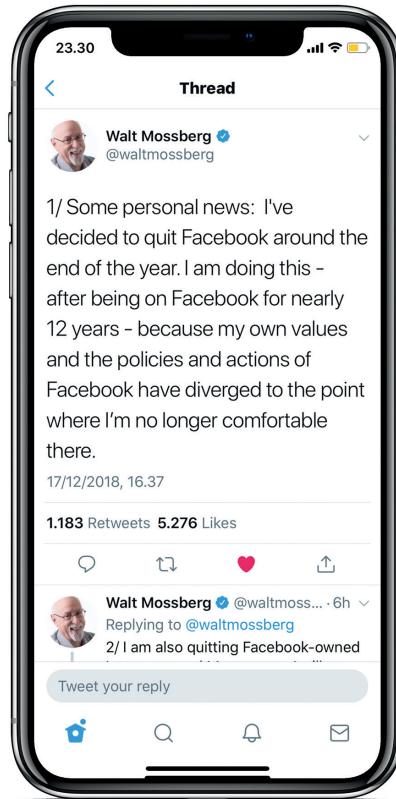 23.30
Thread
Walt Mossberg
@waltmossberg
1/ Some personal news:  I've
decided to quit Facebook around the
end of the year. I am doing this -
after being on Facebook for nearly
12 years - because my own values
and the policies and actions of
Facebook have diverged to the point
where I’m no longer comfortable
there.
17/12/2018, 16.37
1.183 Retweets 5.276 Likes
Walt Mossberg @waltmoss... · 6h
Replying to @waltmossberg
2/ I am also quitting Facebook-owned
Tweet your reply